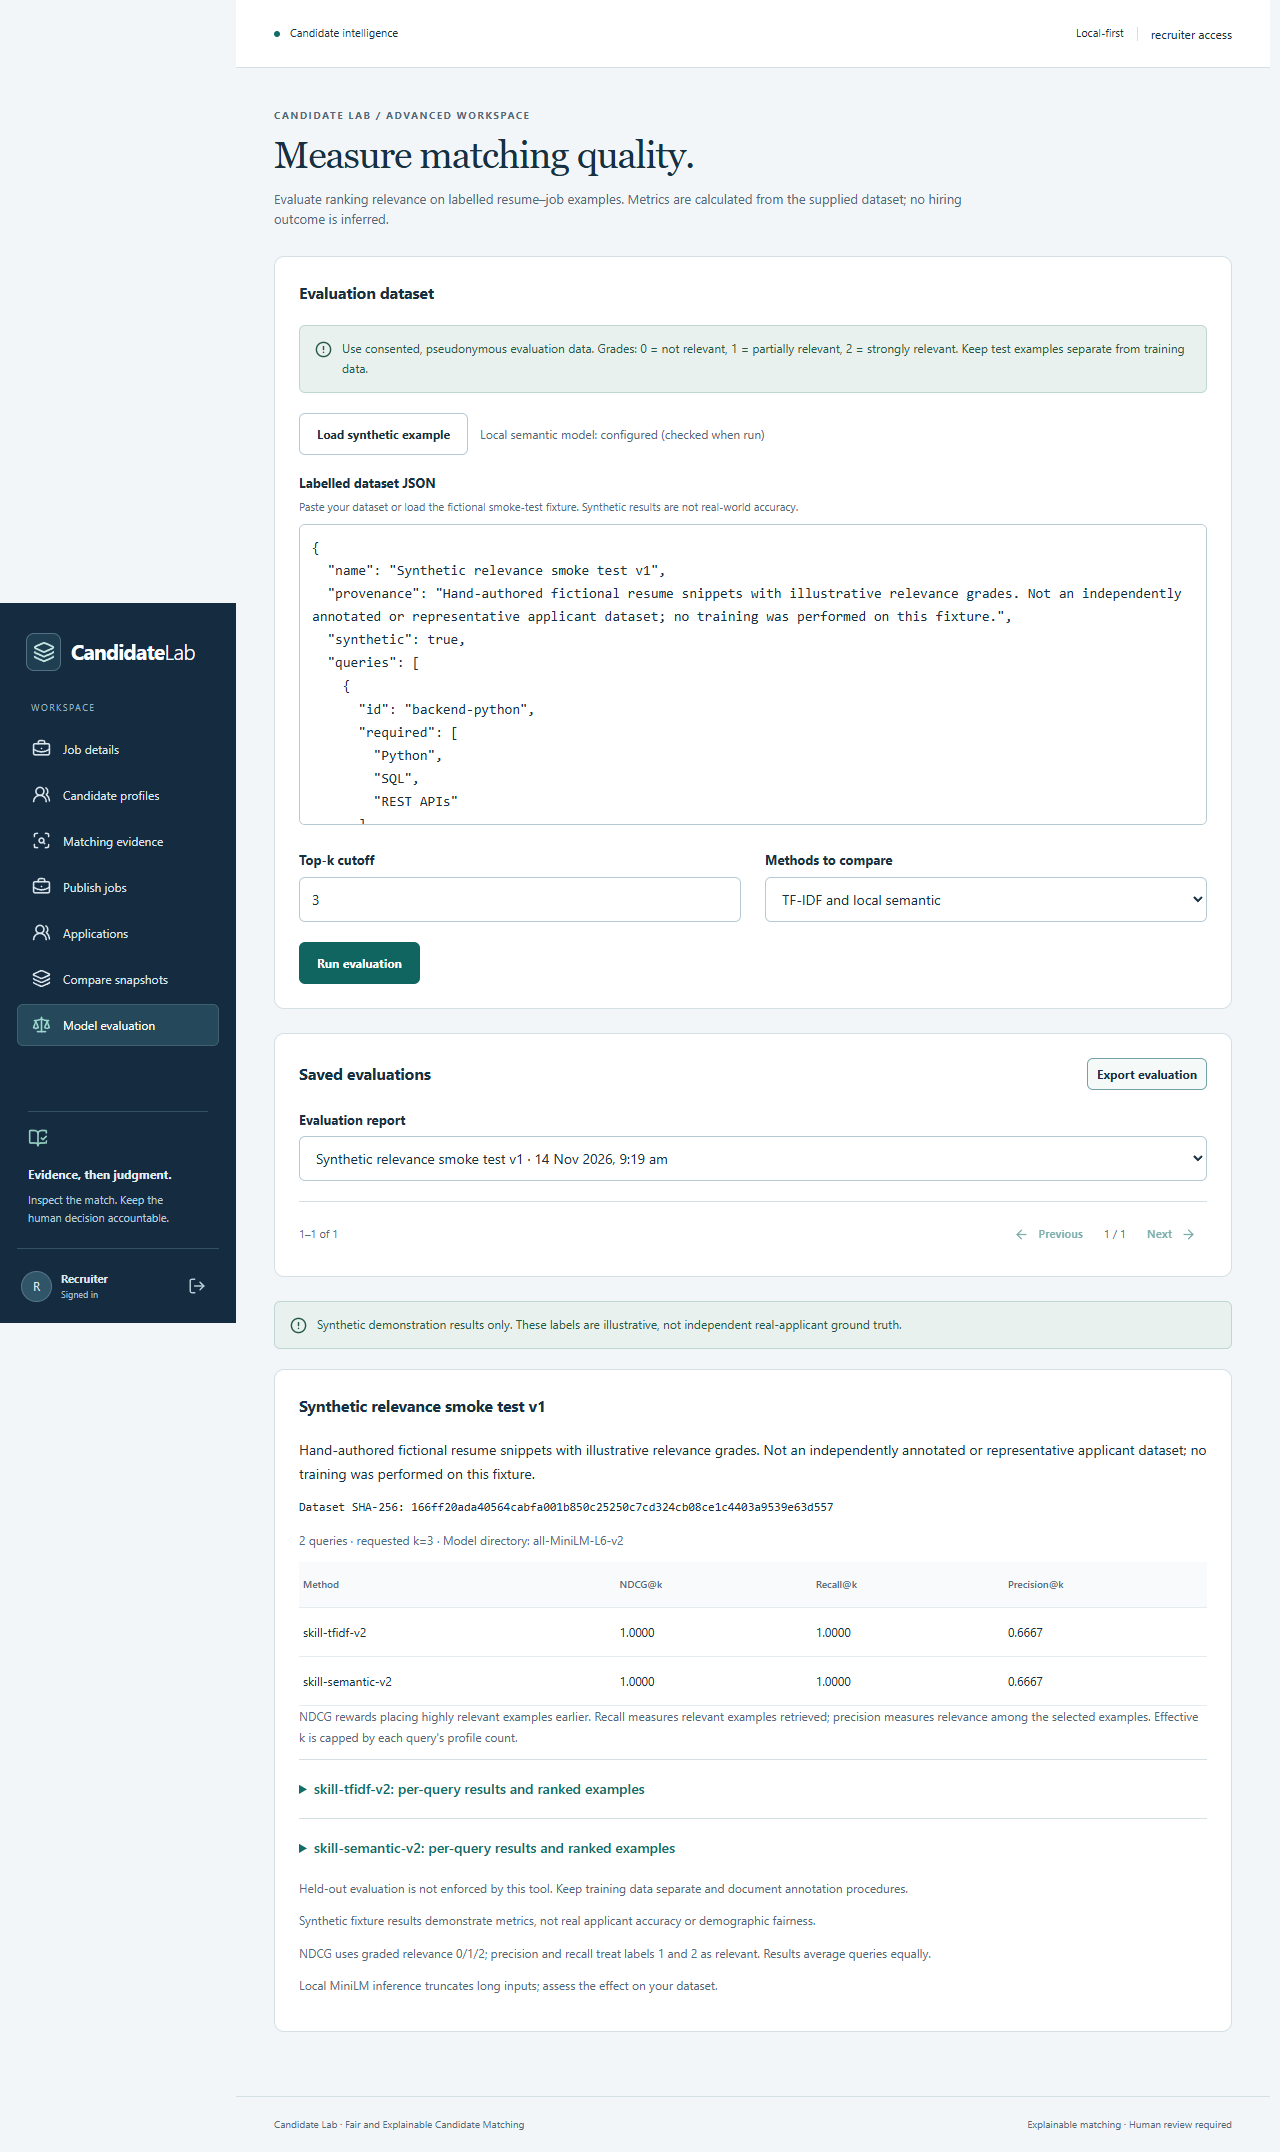 Candidate intelligence
Local-first
recruiter access
CANDIDATE LAB / ADVANCED WORKSPACE
Measure matching quality.
Evaluate ranking relevance on labelled resume–job examples. Metrics are calculated from the supplied dataset; no hiring
outcome is inferred.
Evaluation dataset
Use consented, pseudonymous evaluation data. Grades: 0 = not relevant, 1 = partially relevant, 2 = strongly relevant. Keep test examples separate from training
data.
Load synthetic example
Local semantic model: configured (checked when run)
Labelled dataset JSON
Paste your dataset or load the fictional smoke-test fixture. Synthetic results are not real-world accuracy.
{
"name": "Synthetic relevance smoke test v1",
"provenance": "Hand-authored fictional resume snippets with illustrative relevance grades. Not an independently
annotated or representative applicant dataset; no training was performed on this fixture.",
"synthetic": true,
"queries": [
{
"id": "backend-python",
"required": [
"Python",
"SQL",
"REST APIs"
]
Top-k cutoff
Methods to compare
3
TF-IDF and local semantic
Run evaluation
CandidateLab
WORKSPACE
Job details
Candidate profiles
Matching evidence
Publish jobs
Applications
Compare snapshots
Model evaluation
Evidence, then judgment.
Inspect the match. Keep the
human decision accountable.
R
Recruiter
Signed in
Saved evaluations
Export evaluation
Evaluation report
Synthetic relevance smoke test v1 · 14 Nov 2026, 9:19 am
1–1 of 1
Previous
1 / 1
Next
Synthetic demonstration results only. These labels are illustrative, not independent real-applicant ground truth.
Synthetic relevance smoke test v1
Hand-authored fictional resume snippets with illustrative relevance grades. Not an independently annotated or representative applicant dataset; no
training was performed on this fixture.
Dataset SHA-256: 166ff20ada40564cabfa001b850c25250c7cd324cb08ce1c4403a9539e63d557
2 queries · requested k=3 · Model directory: all-MiniLM-L6-v2
Method NDCG@k Recall@k Precision@k
skill-tfidf-v2 1.0000 1.0000 0.6667
skill-semantic-v2 1.0000 1.0000 0.6667
NDCG rewards placing highly relevant examples earlier. Recall measures relevant examples retrieved; precision measures relevance among the selected examples. Effective
k is capped by each query's profile count.
skill-tfidf-v2: per-query results and ranked examples
skill-semantic-v2: per-query results and ranked examples
Held-out evaluation is not enforced by this tool. Keep training data separate and document annotation procedures.
Synthetic fixture results demonstrate metrics, not real applicant accuracy or demographic fairness.
NDCG uses graded relevance 0/1/2; precision and recall treat labels 1 and 2 as relevant. Results average queries equally.
Local MiniLM inference truncates long inputs; assess the effect on your dataset.
Candidate Lab · Fair and Explainable Candidate Matching
Explainable matching · Human review required